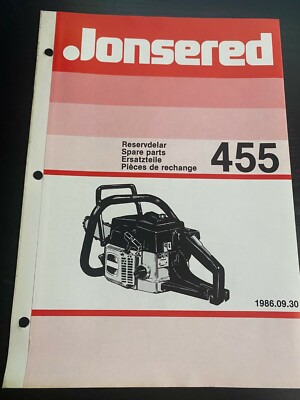 Jonsered
Reservdelar
Spare parts
Ersatzteile
Pièces de rechange
455
1986.09.30